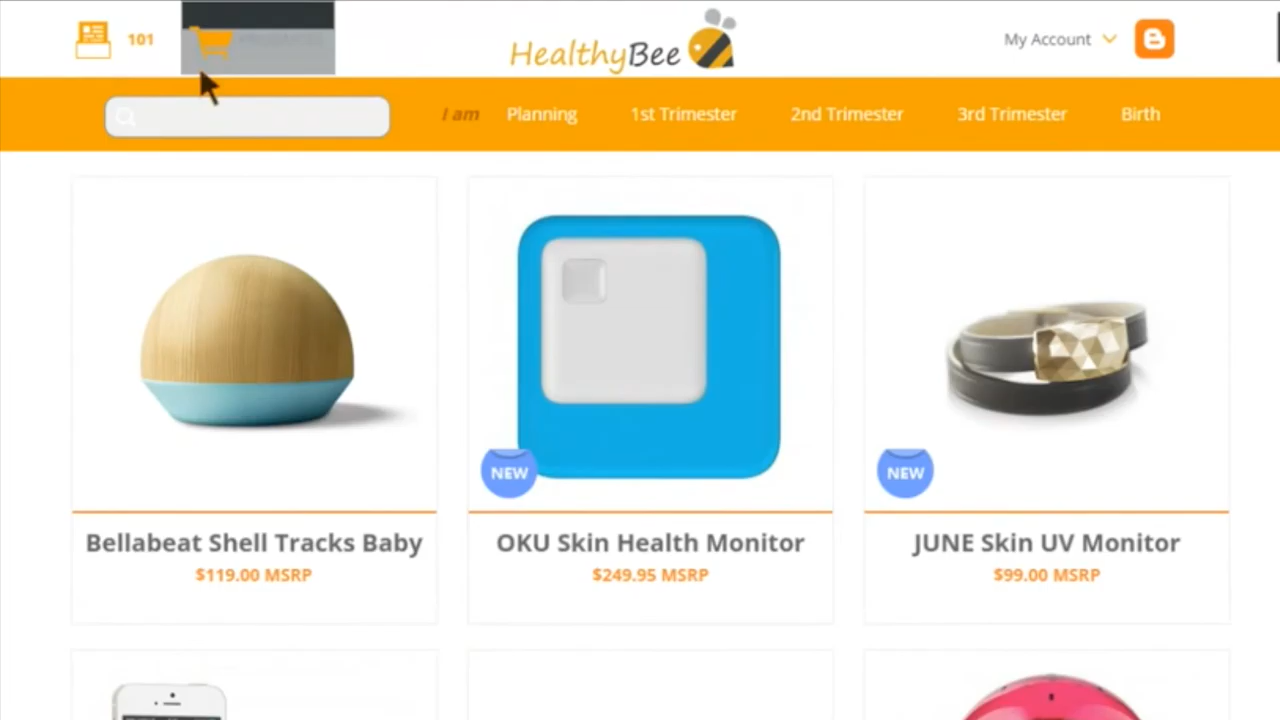 101
HealthyBee
My Account
I am Planning 1st Trimester 2nd Trimester 3rd Trimester Birth
NEW
NEW
Bellabeat Shell Tracks Baby
$119.00 MSRP
OKU Skin Health Monitor
$249.95 MSRP
JUNE Skin UV Monitor
$99.00 MSRP